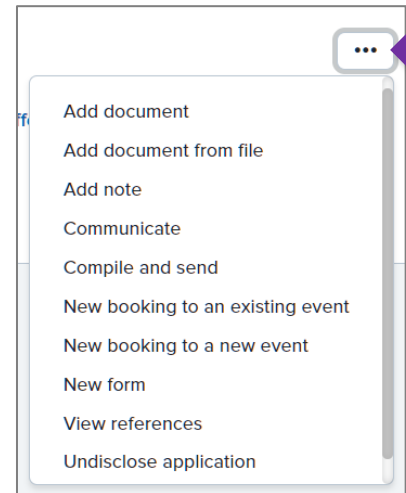 •••
Add document
Add document from file
Add note
Communicate
Compile and send
New booking to an existing event
New booking to a new event
New form
View references
Undisclose application